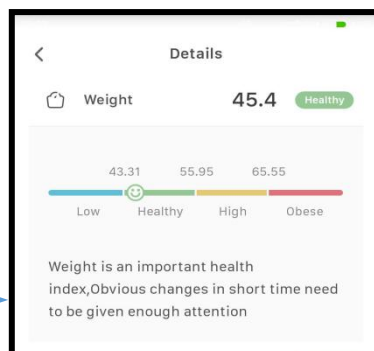 Details
Weight 45.4 Healthy
43.31 55.95 65.55
Low Healthy High Obese
Weight is an important health
index,Obvious changes in short time need
to be given enough attention